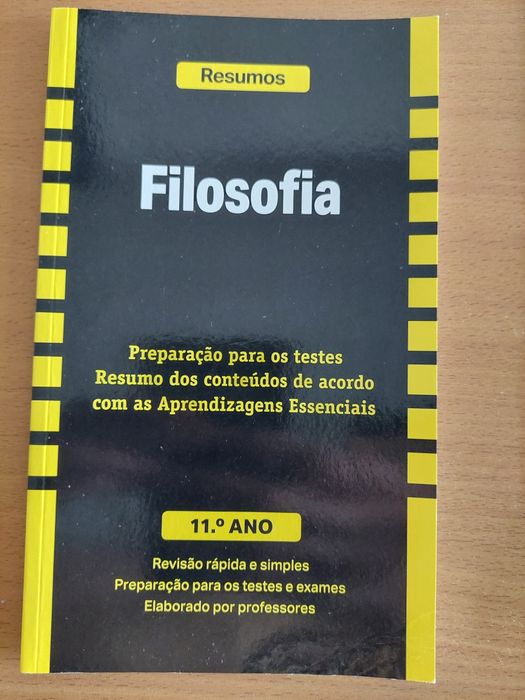 Resumos
Filosofia
Preparação para os testes
Resumo dos conteúdos de acordo
com as Aprendizagens Essenciais
11.º ANO
Revisão rápida e simples
Preparação para os testes e exames
Elaborado por professores